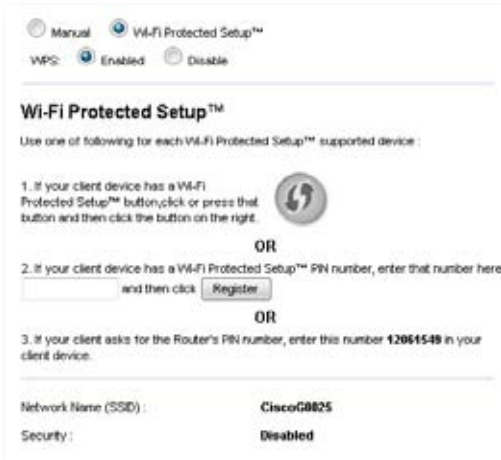 Manual Wi-Fi Protected Setup™
WPS: Enabled Disable
Wi-Fi Protected Setup™
Use one of following for each Wi-Fi Protected Setup™ supported device :
1. If your client device has a Wi-Fi
Protected Setup™ button,click or press that
button and then click the button on the right.
OR
2. If your client device has a Wi-Fi Protected Setup™ PIN number, enter that number here
and then click Register
OR
3. If your client asks for the Router's PIN number, enter this number 12061549 in your
client device.
Network Name (SSID) : CiscoG0025
Security : Disabled